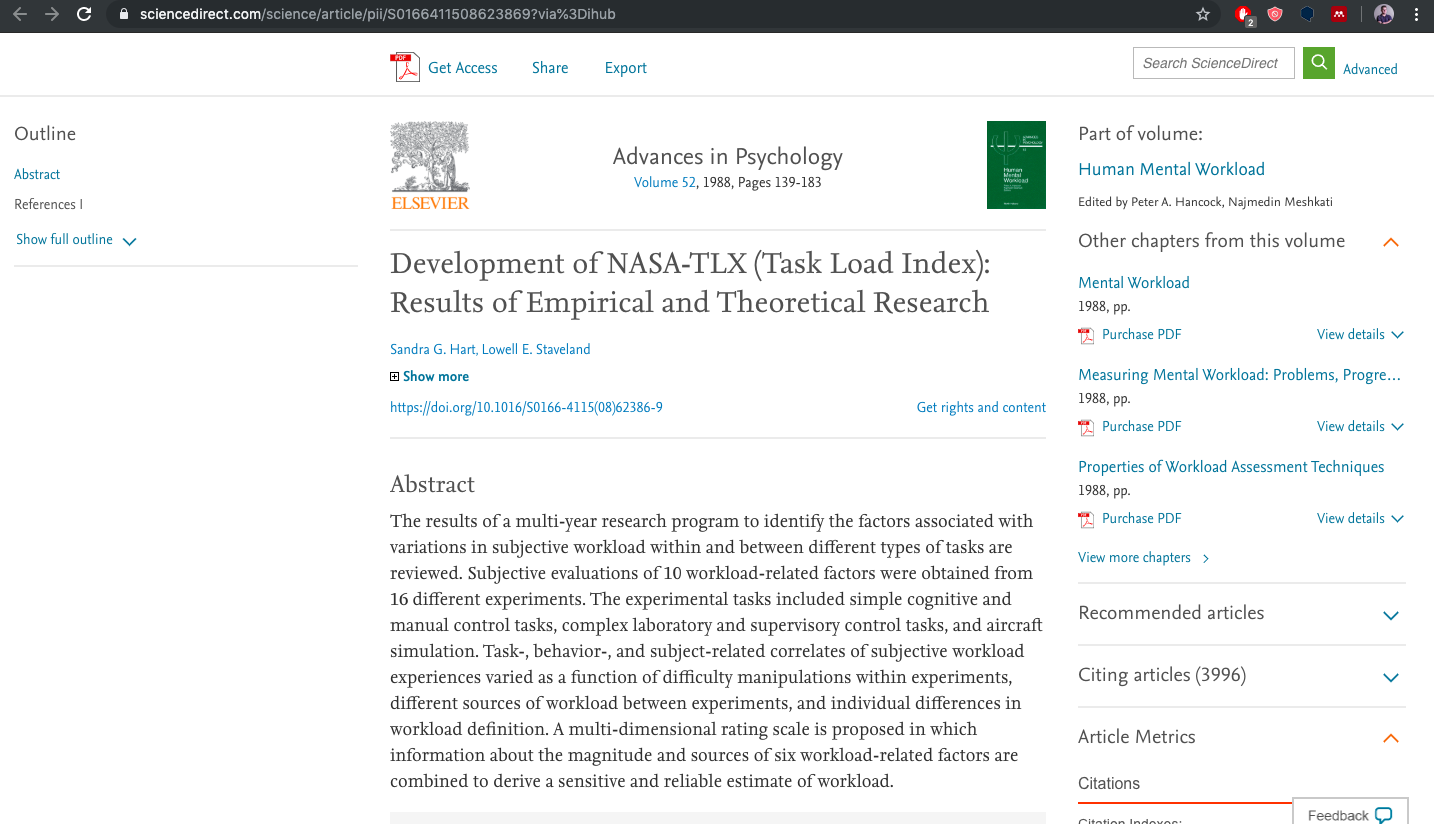 sciencedirect.com/science/article/pii/S0166411508623869?via%3Dihub
2
Get Access
Share
Export
Search ScienceDirect
Advanced
Outline
Abstract
References I
Show full outline
ELSEVIER
Advances in Psychology
Volume 52, 1988, Pages 139-183
Human
Mental
Workload
Development of NASA-TLX (Task Load Index):
Results of Empirical and Theoretical Research
Sandra G. Hart, Lowell E. Staveland
Show more
https://doi.org/10.1016/S0166-4115(08)62386-9
Get rights and content
Abstract
The results of a multi-year research program to identify the factors associated with
variations in subjective workload within and between different types of tasks are
reviewed. Subjective evaluations of 10 workload-related factors were obtained from
16 different experiments. The experimental tasks included simple cognitive and
manual control tasks, complex laboratory and supervisory control tasks, and aircraft
simulation. Task-, behavior-, and subject-related correlates of subjective workload
experiences varied as a function of difficulty manipulations within experiments,
different sources of workload between experiments, and individual differences in
workload definition. A multi-dimensional rating scale is proposed in which
information about the magnitude and sources of six workload-related factors are
combined to derive a sensitive and reliable estimate of workload.
Part of volume:
Human Mental Workload
Edited by Peter A. Hancock, Najmedin Meshkati
Other chapters from this volume
Mental Workload
1988, pp.
Purchase PDF
View details
Measuring Mental Workload: Problems, Progre...
1988, pp.
Purchase PDF
View details
Properties of Workload Assessment Techniques
1988, pp.
Purchase PDF
View details
View more chapters
Recommended articles
Citing articles (3996)
Article Metrics
Citations
Citation Indexes:
Feedback